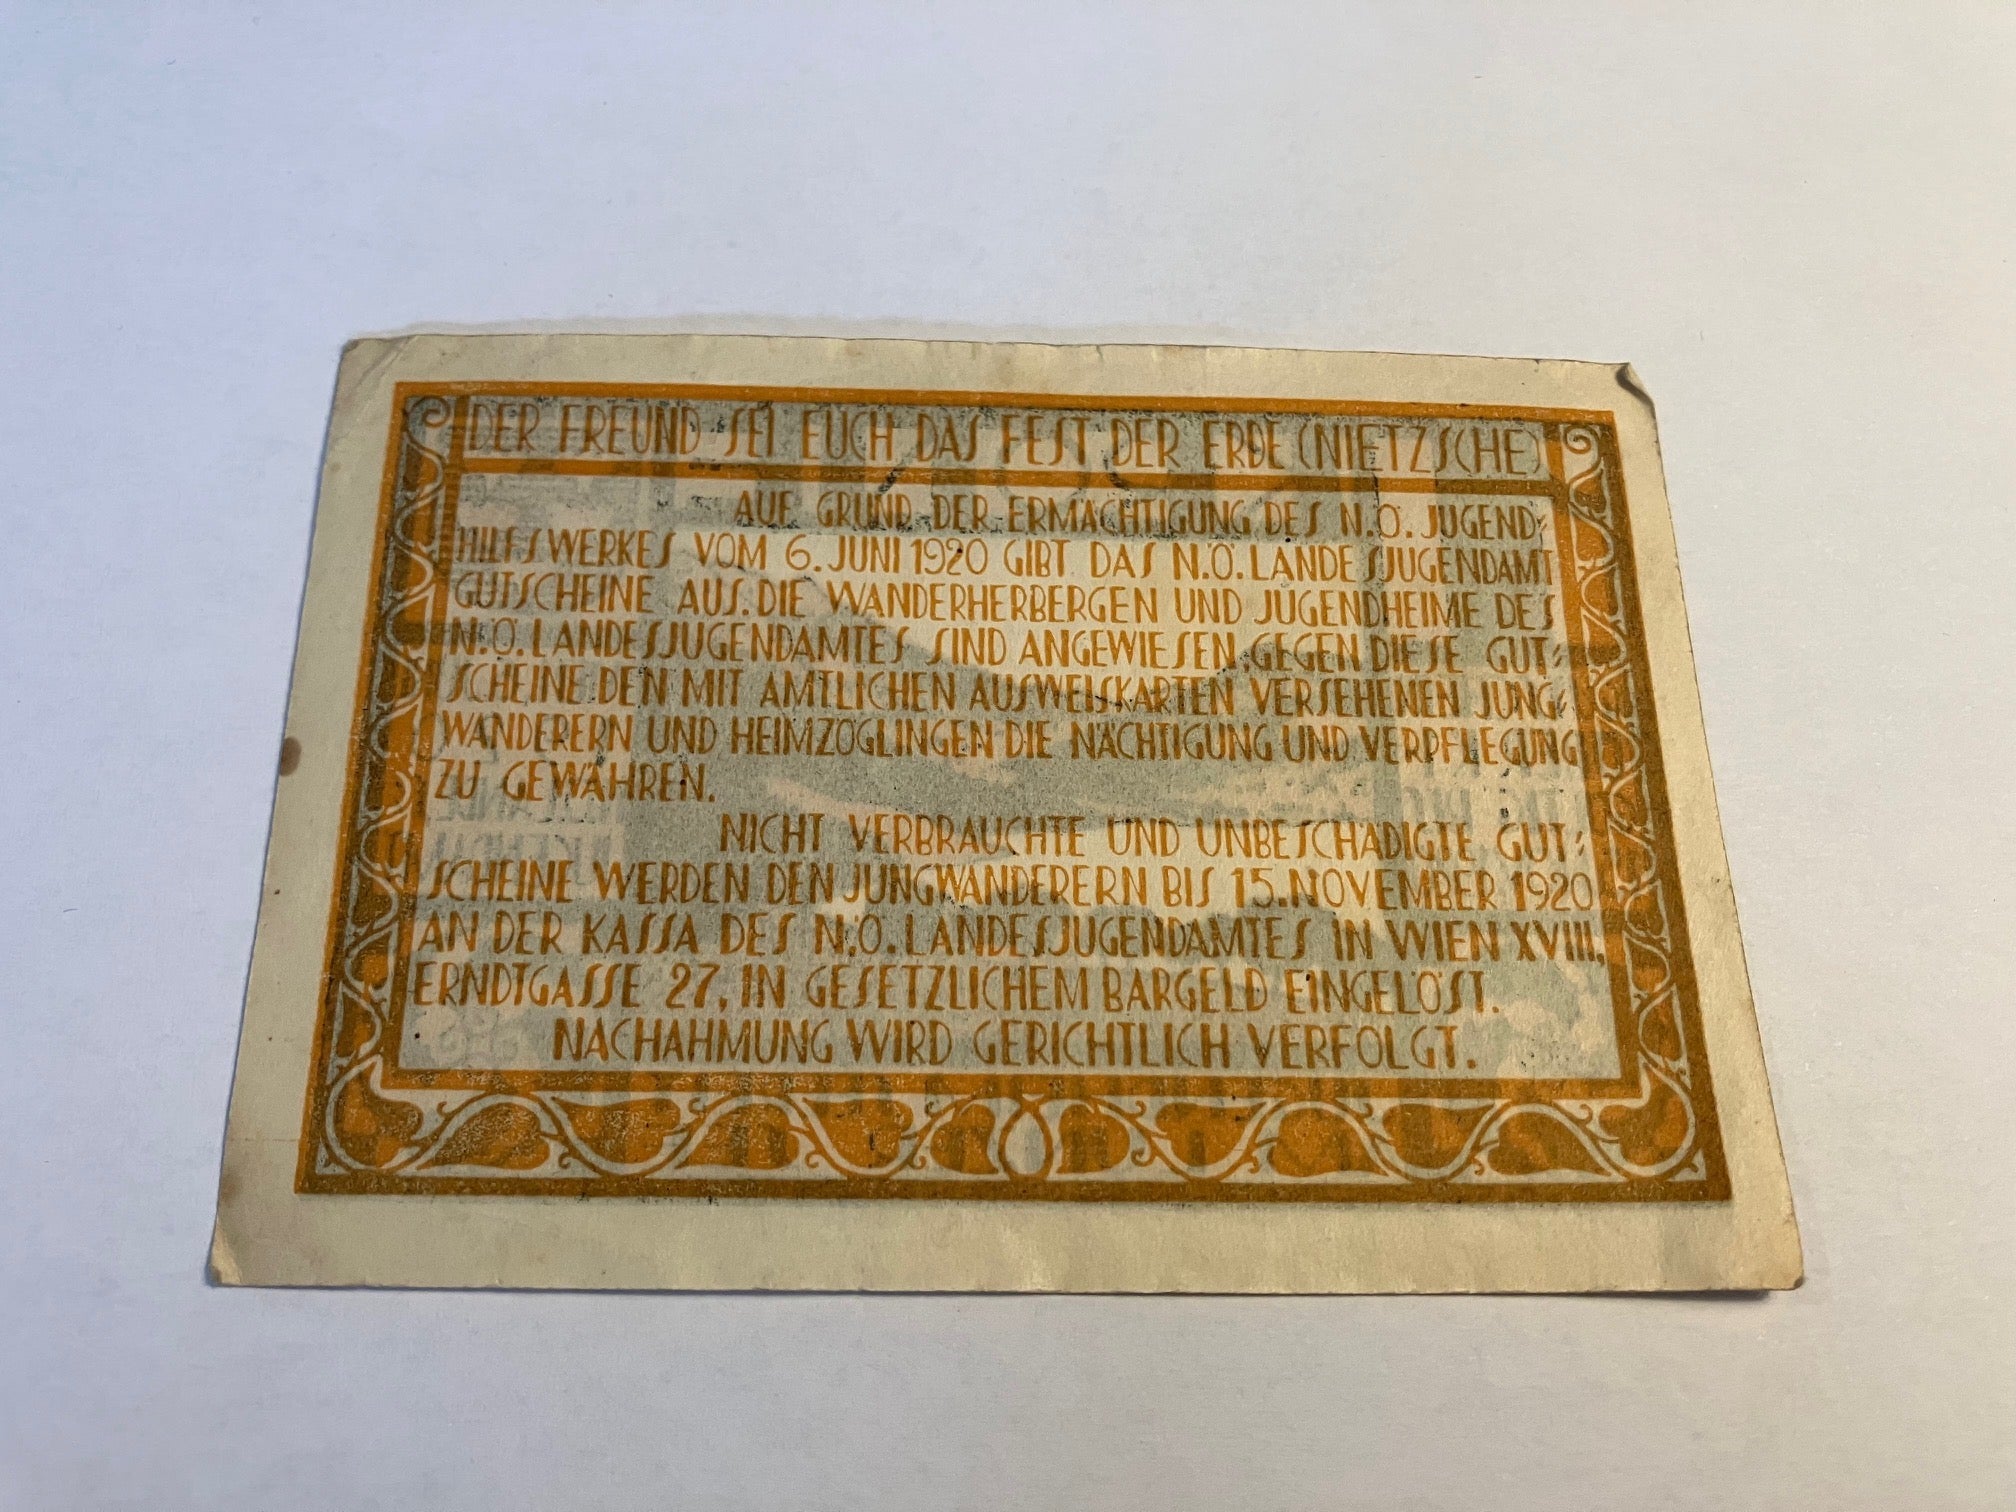 DER FREUND SEI EUCH DAS FEST DER ERDE (NIETZSCHE)
AUF GRUND DER ERMÄCHTIGUNG DES N.Ö. JUGEND=
HILFSWERKES VOM 6. JUNI 1920 GIBT DAS N.Ö. LANDESJUGENDAMT
GUTSCHEINE AUS. DIE WANDERHERBERGEN UND JUGENDHEIME DES
N.Ö. LANDESJUGENDAMTES SIND ANGEWIESEN, GEGEN DIESE GUT=
SCHEINE DEN MIT AMTLICHEN AUSWEISKARTEN VERSEHENEN JUNG=
WANDERERN UND HEIMZÖGLINGEN DIE NÄCHTIGUNG UND VERPFLEGUNG
ZU GEWÄHREN.
NICHT VERBRAUCHTE UND UNBESCHÄDIGTE GUT=
SCHEINE WERDEN DEN JUNGWANDERERN BIS 15. NOVEMBER 1920
AN DER KASSA DES N.Ö. LANDESJUGENDAMTES IN WIEN XVIII,
ERNDTGASSE 27, IN GESETZLICHEM BARGELD EINGELÖST.
NACHAHMUNG WIRD GERICHTLICH VERFOLGT.